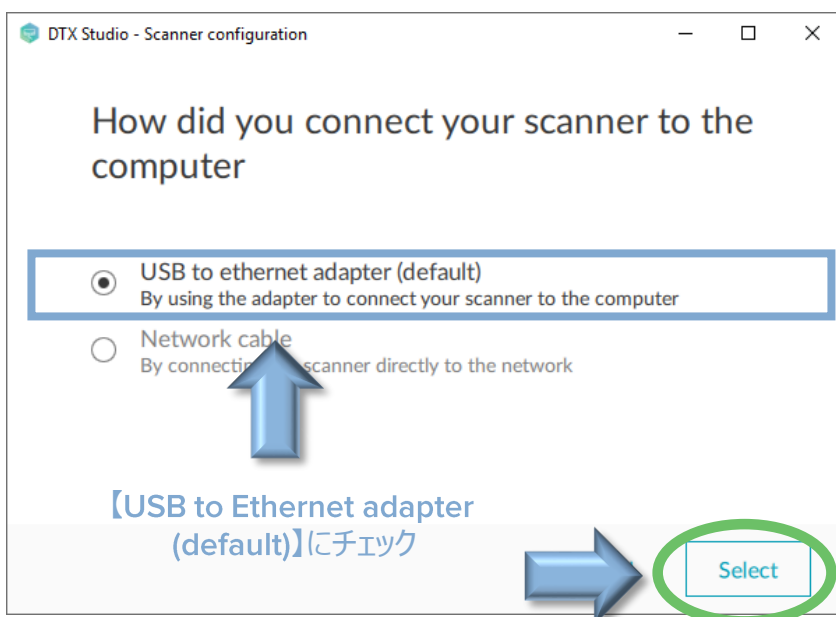 DTX Studio - Scanner configuration
How did you connect your scanner to the
computer
USB to ethernet adapter (default)
By using the adapter to connect your scanner to the computer
Network cable
By connecting scanner directly to the network
【USB to Ethernet adapter
(default)】にチェック
Select